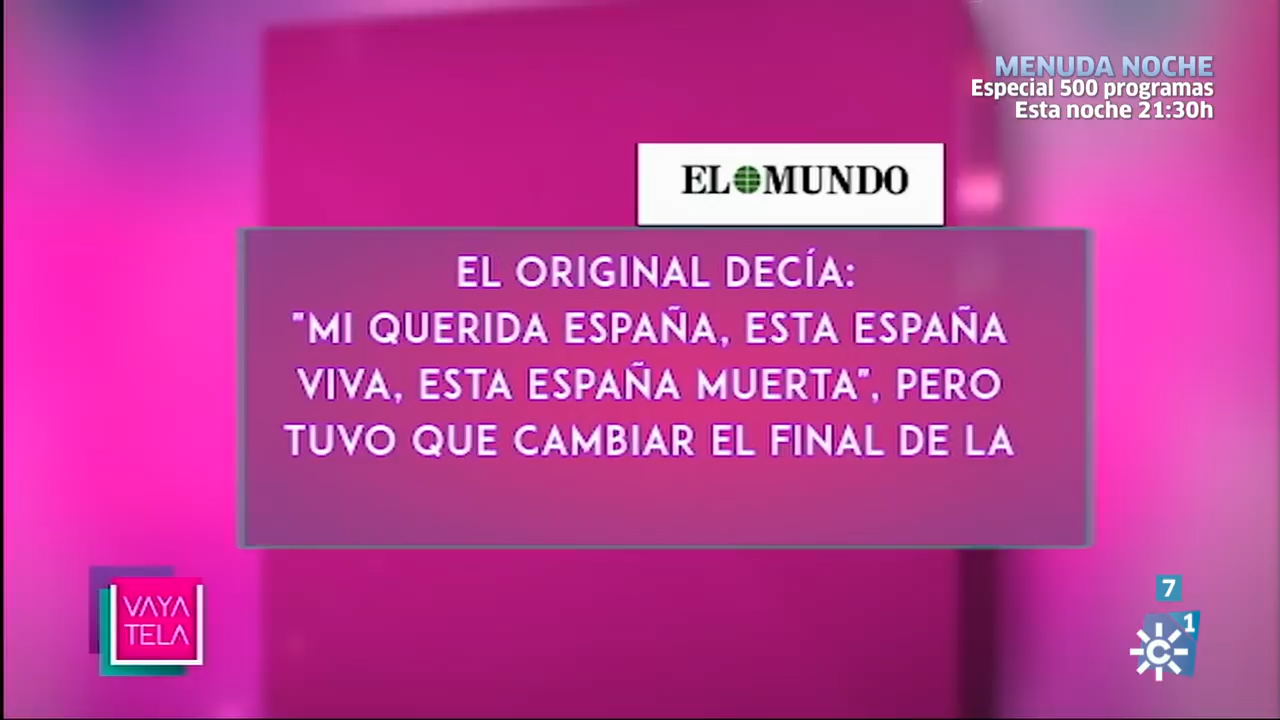 MENUDA NOCHE
Especial 500 programas
Esta noche 21:30h
EL MUNDO
EL ORIGINAL DECÍA:
"MI QUERIDA ESPAÑA, ESTA ESPAÑA
VIVA, ESTA ESPAÑA MUERTA", PERO
TUVO QUE CAMBIAR EL FINAL DE LA
VAYA
TELA
7
1
C